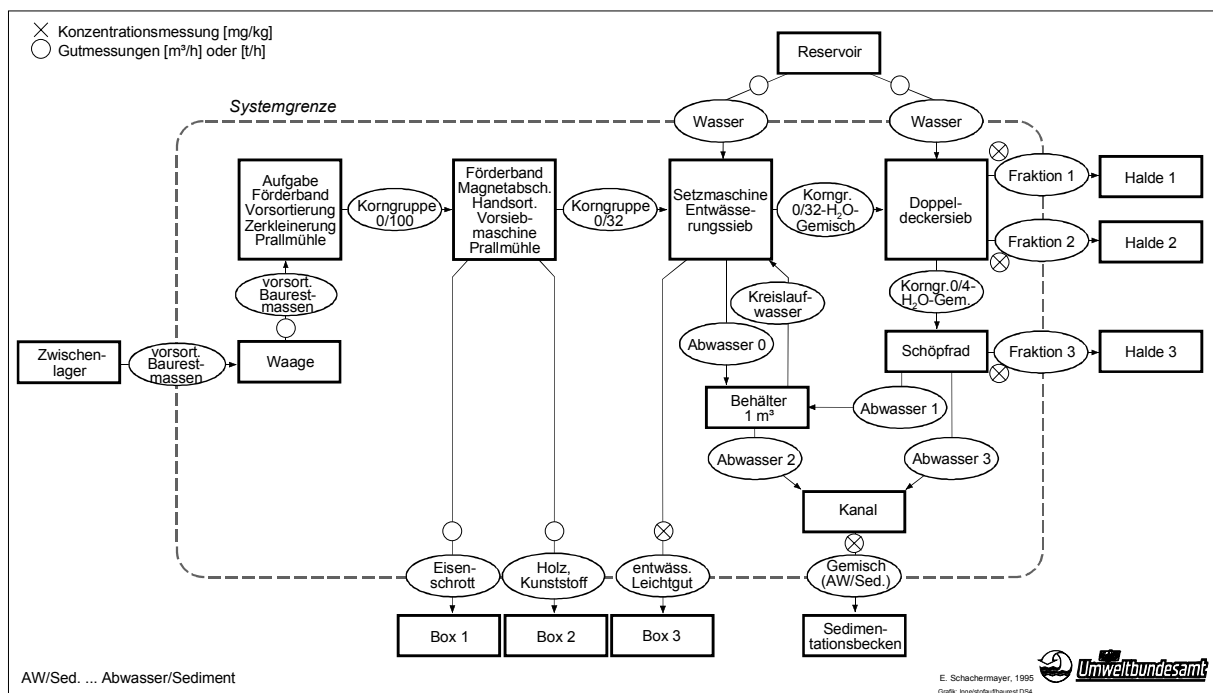 Konzentrationsmessung [mg/kg]
Gutmessungen [m³/h] oder [t/h]
Reservoir
Systemgrenze
Wasser
Wasser
Aufgabe
Förderband
Vorsortierung
Zerkleinerung
Prallmühle
Korngruppe
0/100
Förderband
Magnetabsch.
Handsort.
Vorsieb-
maschine
Prallmühle
Korngruppe
0/32
Setzmaschine
Entwässe-
rungssieb
Korngr.
0/32-H₂O-
Gemisch
Doppel-
deckersieb
Fraktion 1
Halde 1
Fraktion 2
Halde 2
vorsort.
Baurest-
massen
Kreislauf-
wasser
Korngr.0/4-
H₂O-Gem.
Zwischen-
lager
vorsort.
Baurest-
massen
Waage
Abwasser 0
Schöpfrad
Fraktion 3
Halde 3
Behälter
1 m³
Abwasser 1
Abwasser 2
Abwasser 3
Kanal
Eisen-
schrott
Holz,
Kunststoff
entwäss.
Leichtgut
Gemisch
(AW/Sed.)
Box 1
Box 2
Box 3
Sedimen-
tationsbecken
AW/Sed. ... Abwasser/Sediment
E. Schachermayer, 1995
Umweltbundesamt